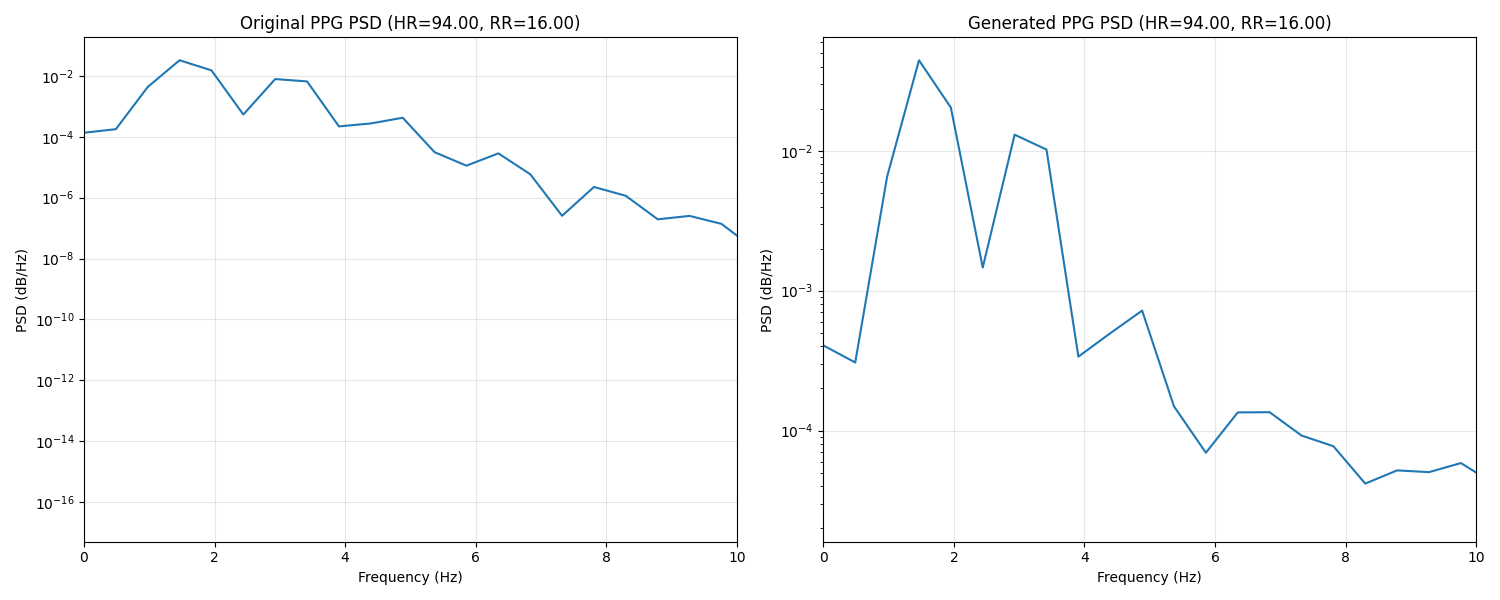 Original PPG PSD (HR=94.00, RR=16.00)
PSD (dB/Hz)
10⁻²
10⁻⁴
10⁻⁶
10⁻⁸
10⁻¹⁰
10⁻¹²
10⁻¹⁴
10⁻¹⁶
0 2 4 6 8 10
Frequency (Hz)
Generated PPG PSD (HR=94.00, RR=16.00)
PSD (dB/Hz)
10⁻²
10⁻³
10⁻⁴
0 2 4 6 8 10
Frequency (Hz)